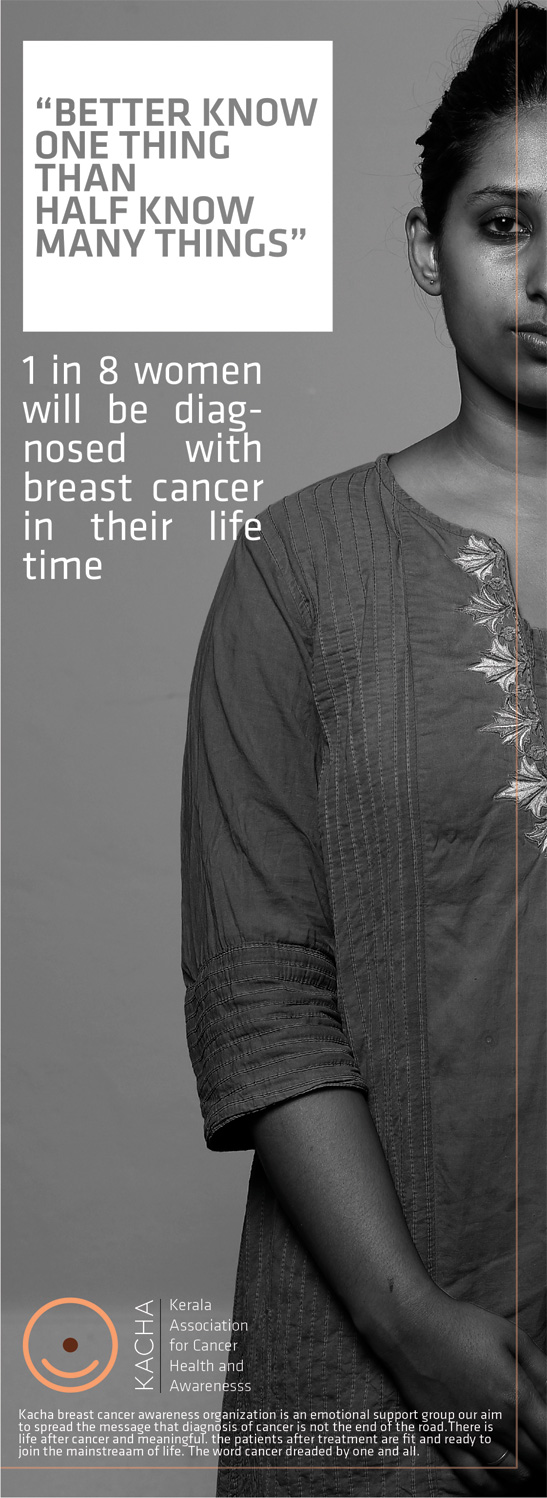 “BETTER KNOW
ONE THING
THAN
HALF KNOW
MANY THINGS”
1 in 8 women
will be diag-
nosed with
breast cancer
in their life
time
KACHA
Kerala
Association
for Cancer
Health and
Awarenesss
Kacha breast cancer awareness organization is an emotional support group our aim
to spread the message that diagnosis of cancer is not the end of the road.There is
life after cancer and meaningful. the patients after treatment are fit and ready to
join the mainstreaam of life. The word cancer dreaded by one and all.